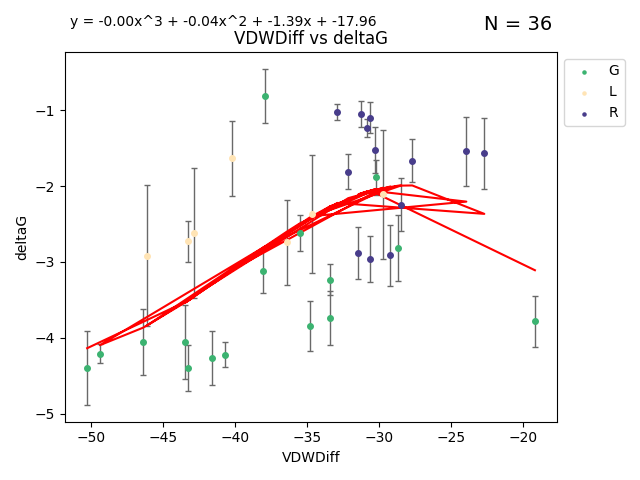 y = -0.00x^3 + -0.04x^2 + -1.39x + -17.96
N = 36
VDWDiff vs deltaG
G
L
R
−1
−2
−3
−4
−5
deltaG
−50
−45
−40
−35
−30
−25
−20
VDWDiff